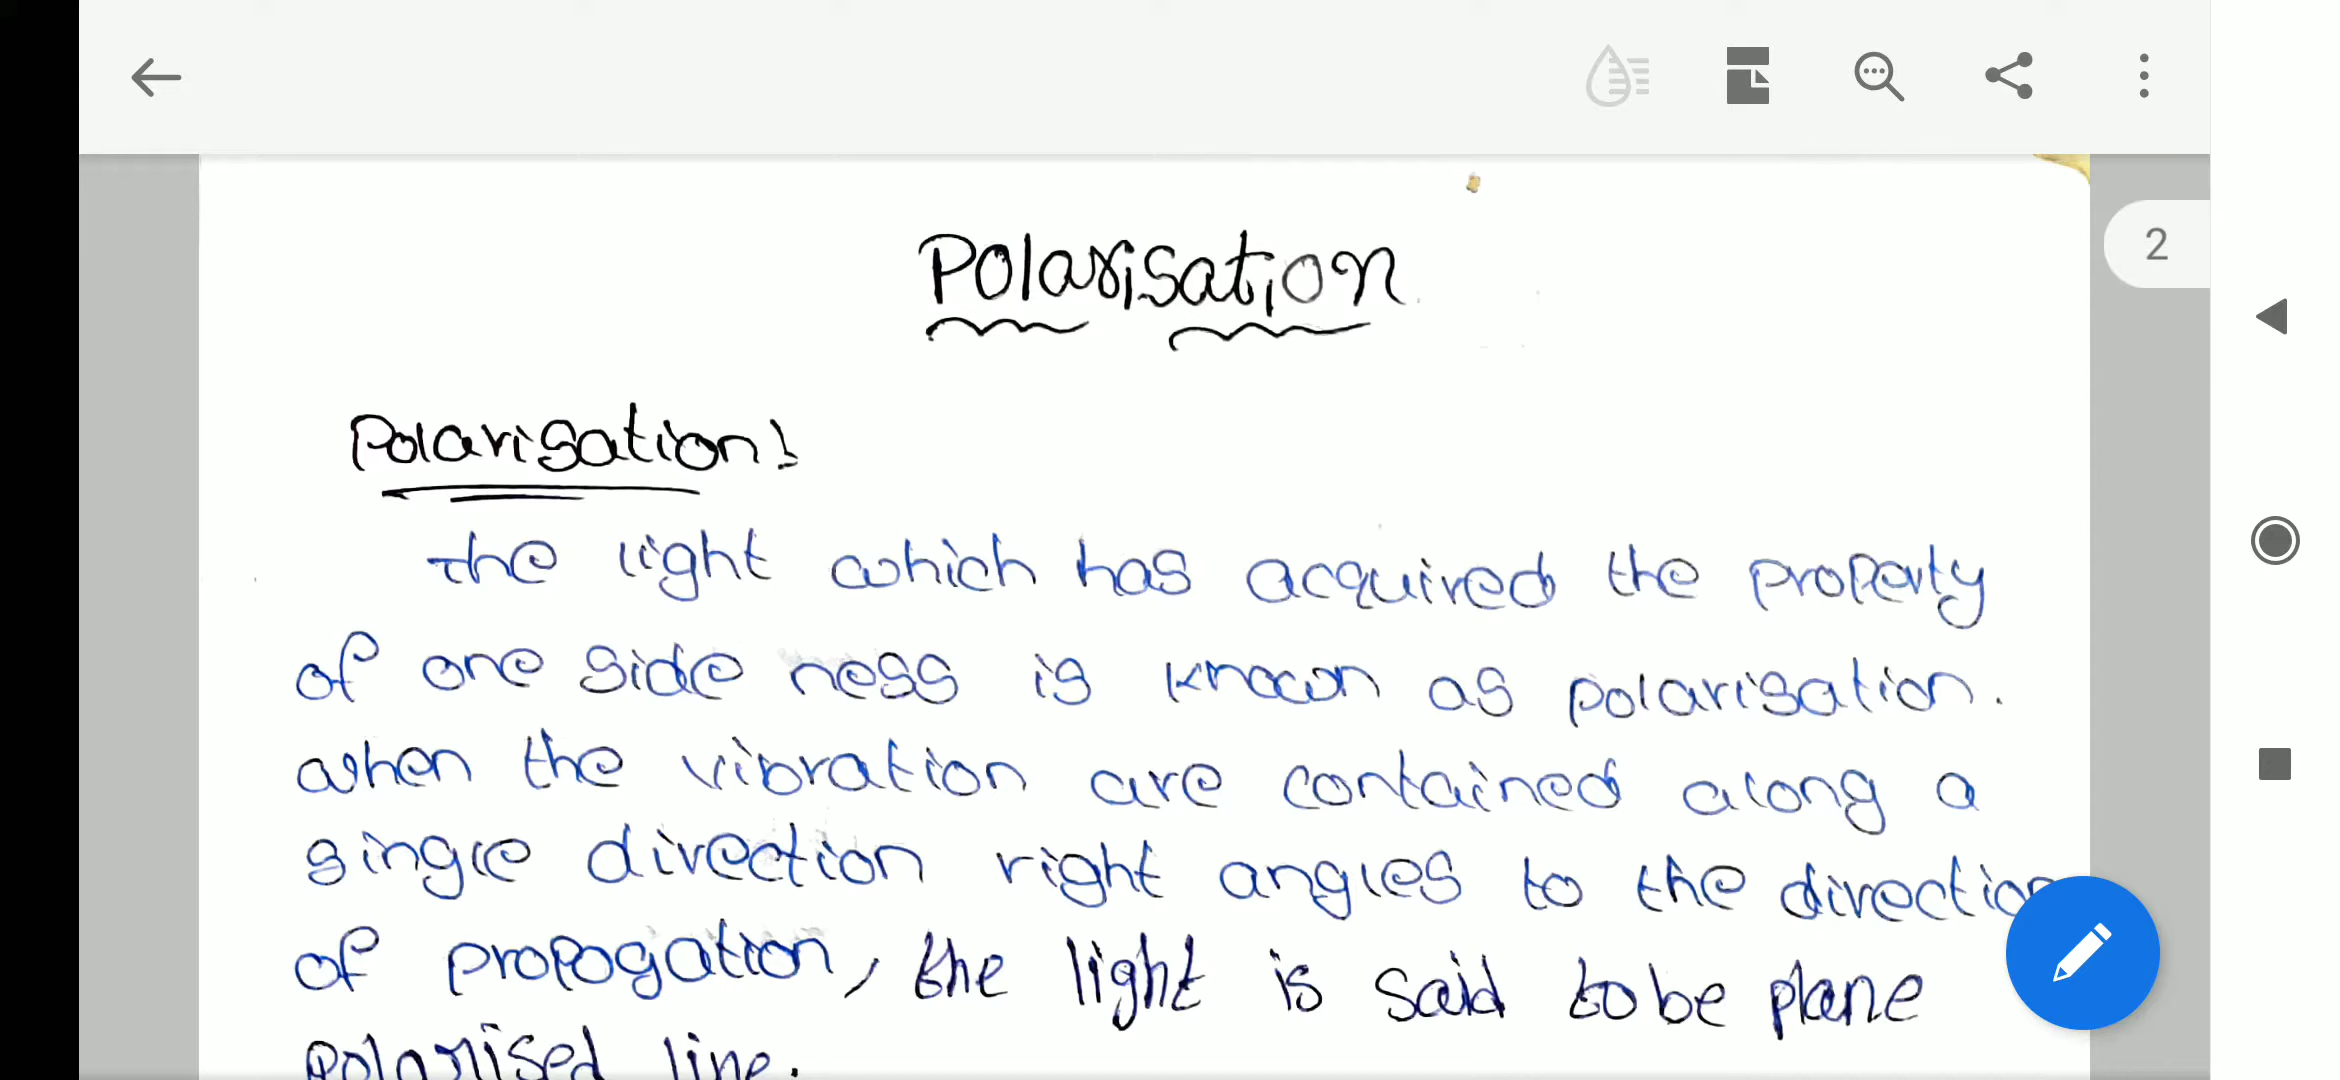 2
Polarisation
Polarisation:
The light which has acquired the property
of one side ness is known as polarisation.
when the vibration are contained along a
single direction right angles to the direction
of propogation, the light is said to be plane
polarised line.